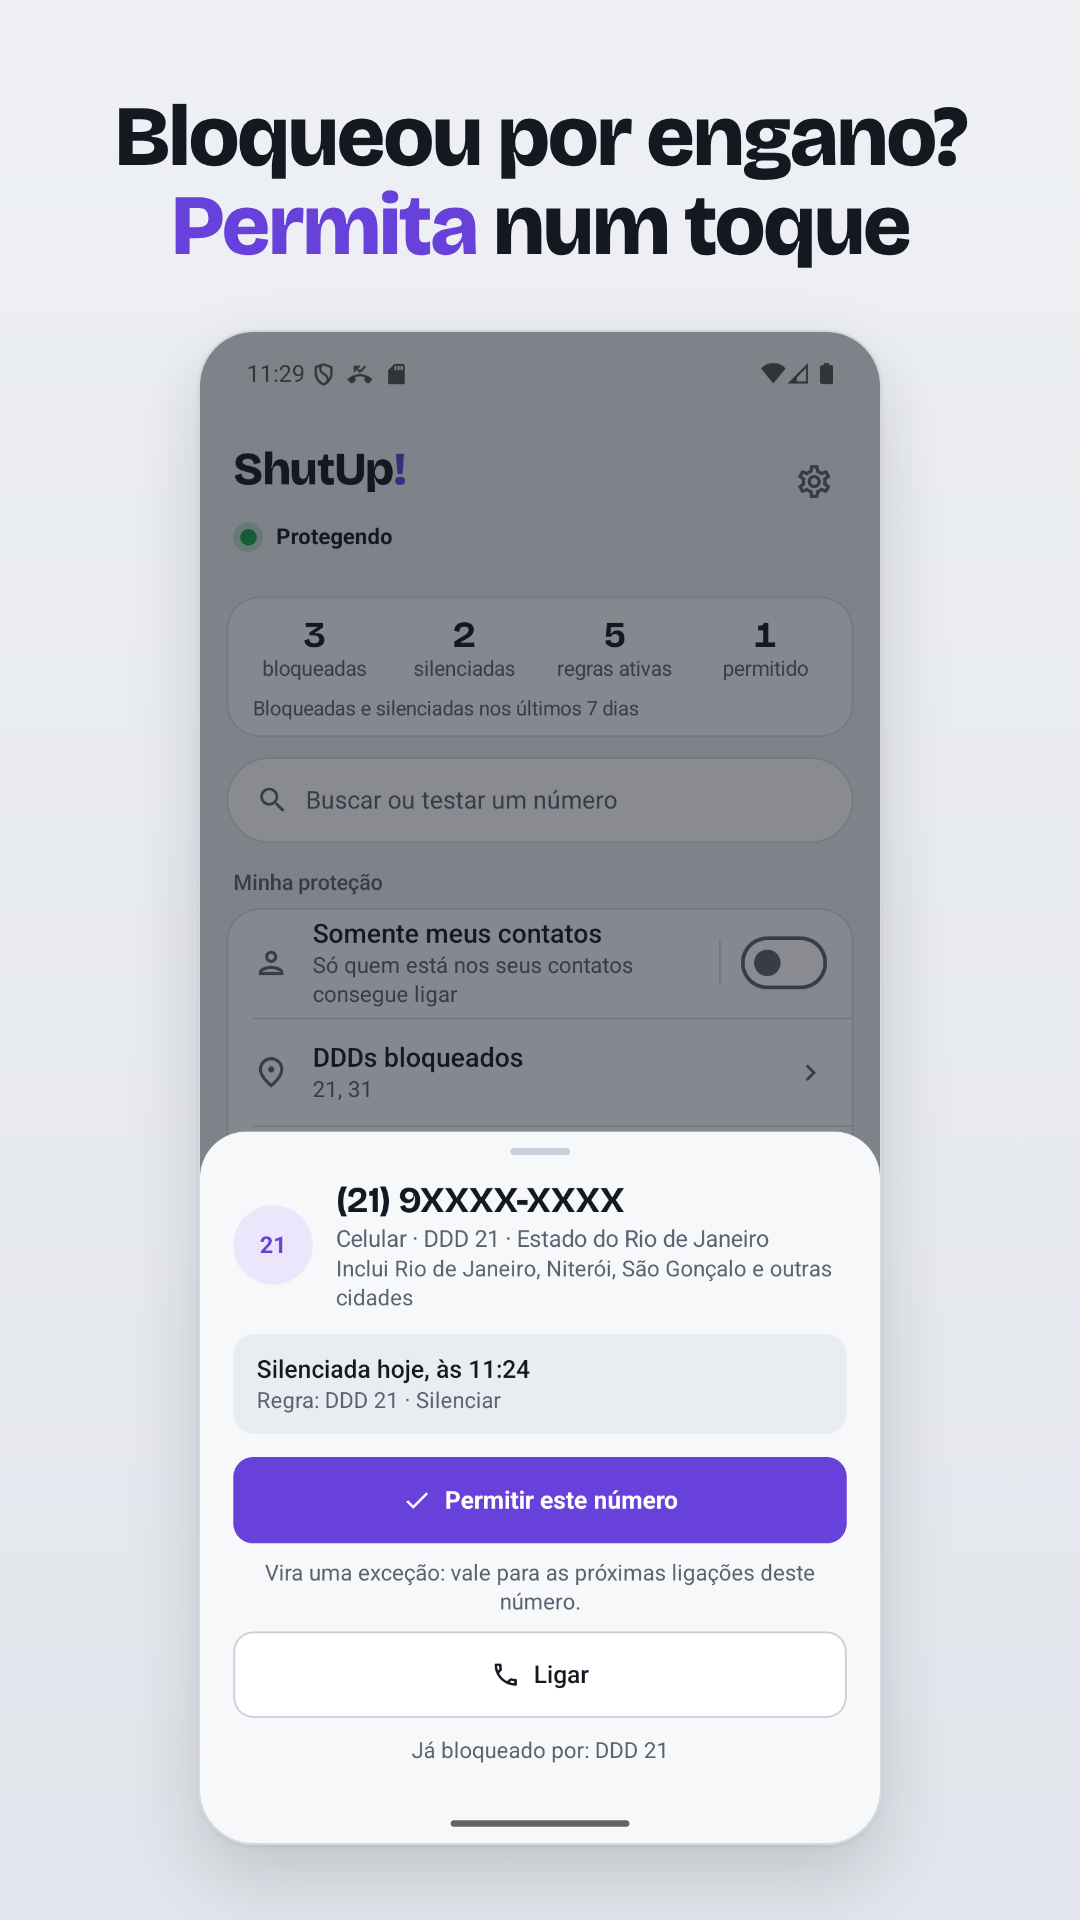 Bloqueou por engano?
Permita num toque
11:29
ShutUp!
Protegendo
3 2 5 1
bloqueadas silenciadas regras ativas permitido
Bloqueadas e silenciadas nos últimos 7 dias
Buscar ou testar um número
Minha proteção
Somente meus contatos
Só quem está nos seus contatos
consegue ligar
DDDs bloqueados
21, 31
(21) 9XXXX-XXXX
21
Celular · DDD 21 · Estado do Rio de Janeiro
Inclui Rio de Janeiro, Niterói, São Gonçalo e outras
cidades
Silenciada hoje, às 11:24
Regra: DDD 21 · Silenciar
Permitir este número
Vira uma exceção: vale para as próximas ligações deste
número.
Ligar
Já bloqueado por: DDD 21